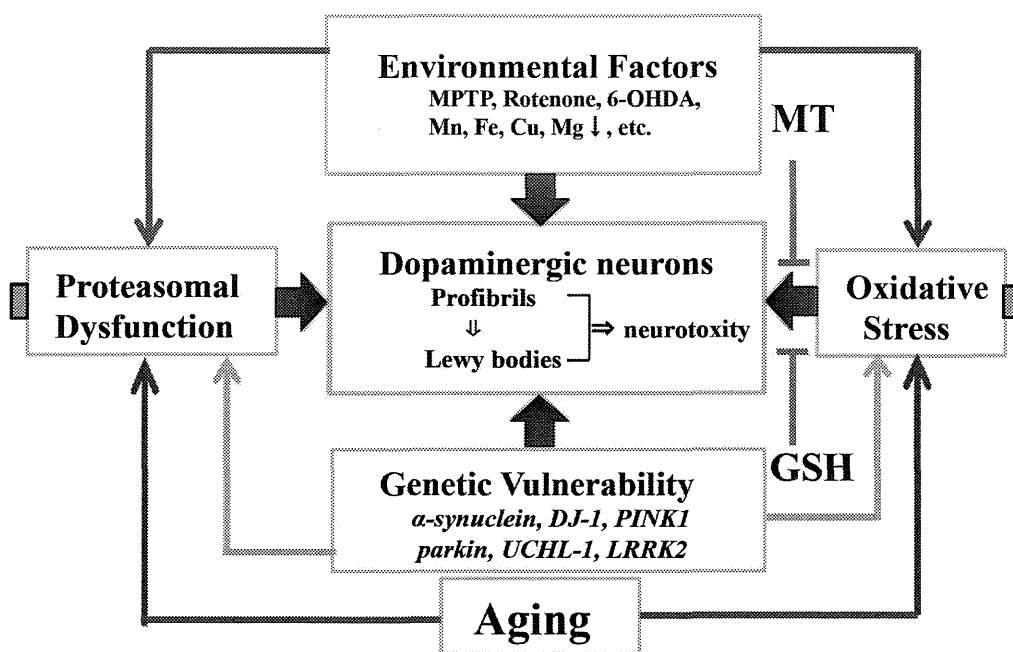 Environmental Factors
MPTP, Rotenone, 6-OHDA,
Mn, Fe, Cu, Mg ↓, etc.
MT
Proteasomal
Dysfunction
Dopaminergic neurons
Profibrils
⇓
⇒ neurotoxicity
Lewy bodies
Oxidative
Stress
GSH
Genetic Vulnerability
α-synuclein, DJ-1, PINK1
parkin, UCHL-1, LRRK2
Aging